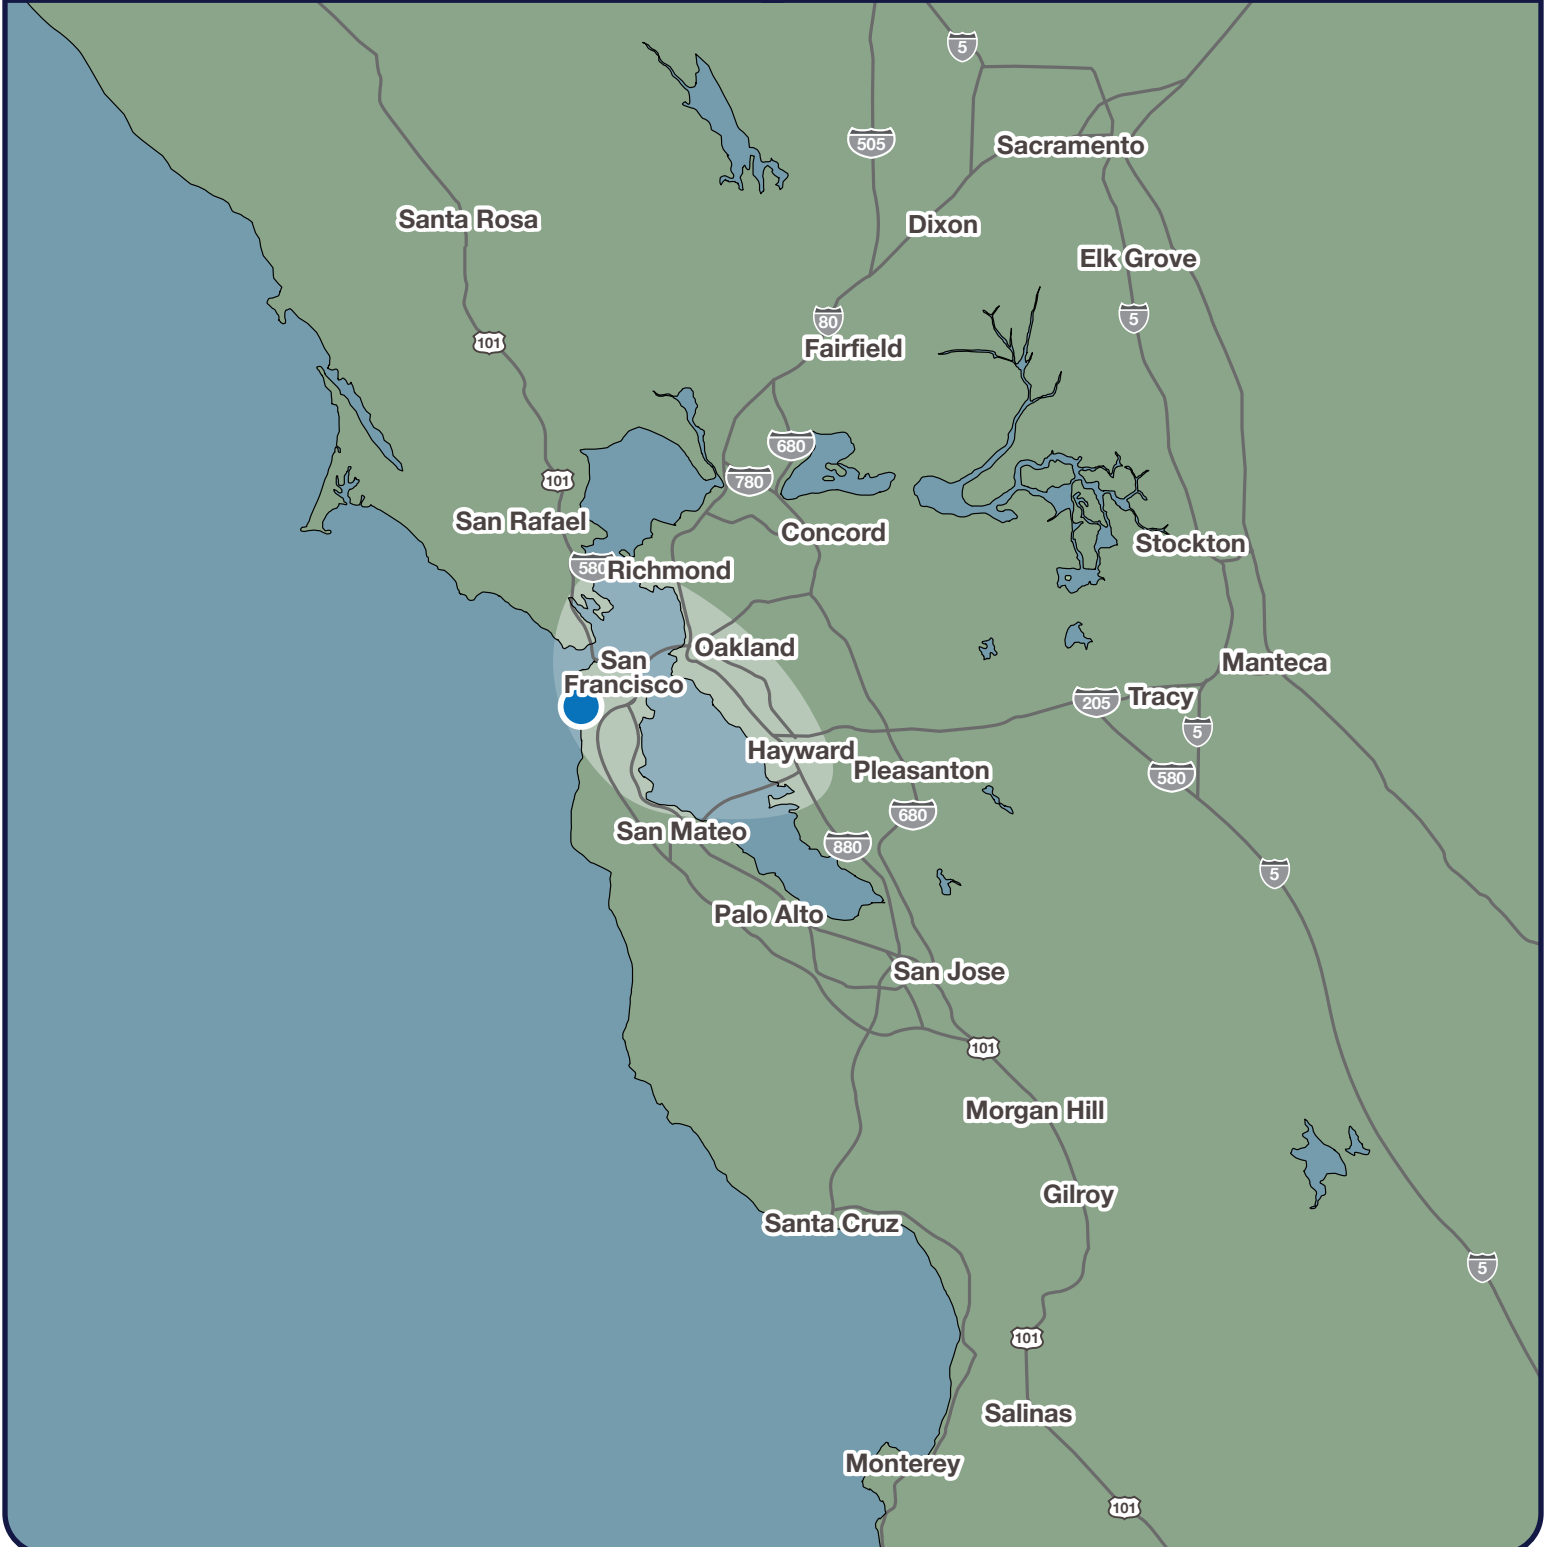 5
505
Sacramento
Santa Rosa
Dixon
Elk Grove
80
5
101
Fairfield
680
101
780
San Rafael
Concord
Stockton
580
Richmond
Oakland
San
Francisco
Manteca
205
Tracy
5
Hayward
Pleasanton
580
680
San Mateo
880
5
Palo Alto
San Jose
101
Morgan Hill
Gilroy
Santa Cruz
5
101
Salinas
Monterey
101